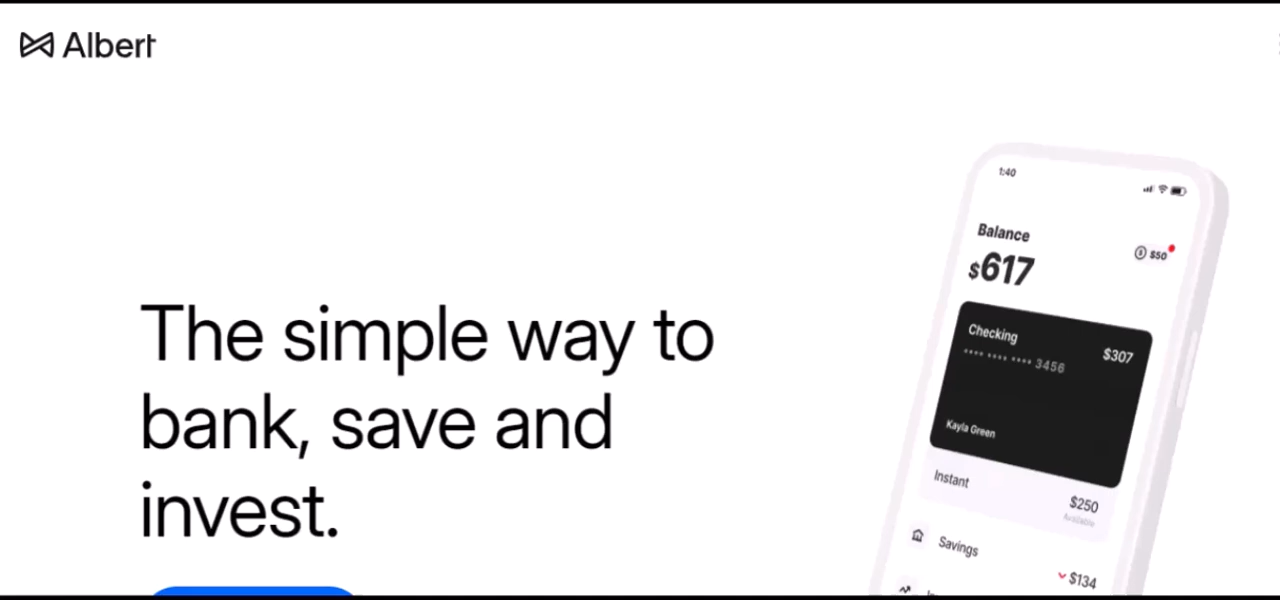 Albert
The simple way to
bank, save and
invest.
1:40
Balance
$50
$617
Checking
$307
•••• •••• •••• 3456
Kayla Green
Instant
$250
Available
Savings
$134